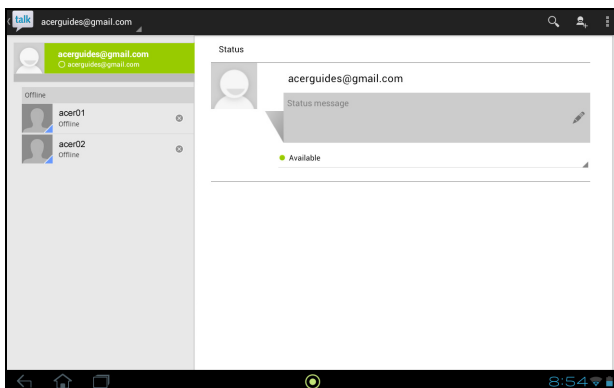 talk acerguides@gmail.com
acerguides@gmail.com
acerguides@gmail.com
Offline
acer01
Offline
acer02
Offline
Status
acerguides@gmail.com
Status message
Available
8:54